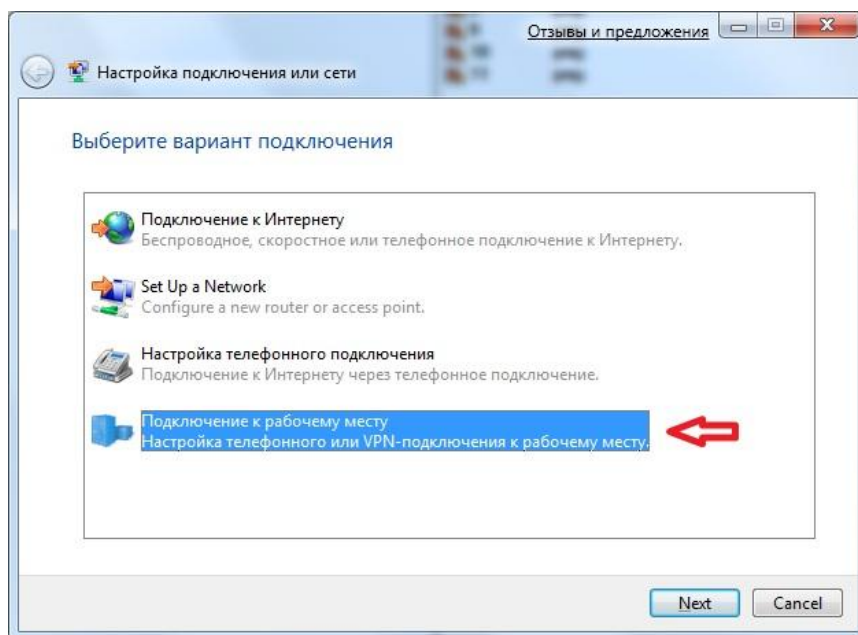 Отзывы и предложения
Настройка подключения или сети
Выберите вариант подключения
Подключение к Интернету
Беспроводное, скоростное или телефонное подключение к Интернету.
Set Up a Network
Configure a new router or access point.
Настройка телефонного подключения
Подключение к Интернету через телефонное подключение.
Подключение к рабочему месту
Настройка телефонного или VPN-подключения к рабочему месту.
Next
Cancel